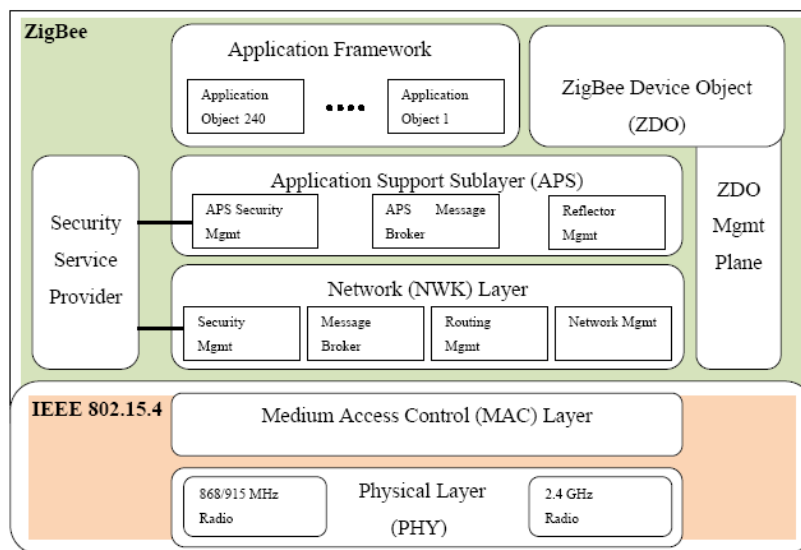 ZigBee
Application Framework
Application
Object 240
Application
Object 1
ZigBee Device Object
(ZDO)
Security
Service
Provider
Application Support Sublayer (APS)
APS Security
Mgmt
APS Message
Broker
Reflector
Mgmt
ZDO
Mgmt
Plane
Network (NWK) Layer
Security
Mgmt
Message
Broker
Routing
Mgmt
Network Mgmt
IEEE 802.15.4
Medium Access Control (MAC) Layer
868/915 MHz
Radio
Physical Layer
(PHY)
2.4 GHz
Radio